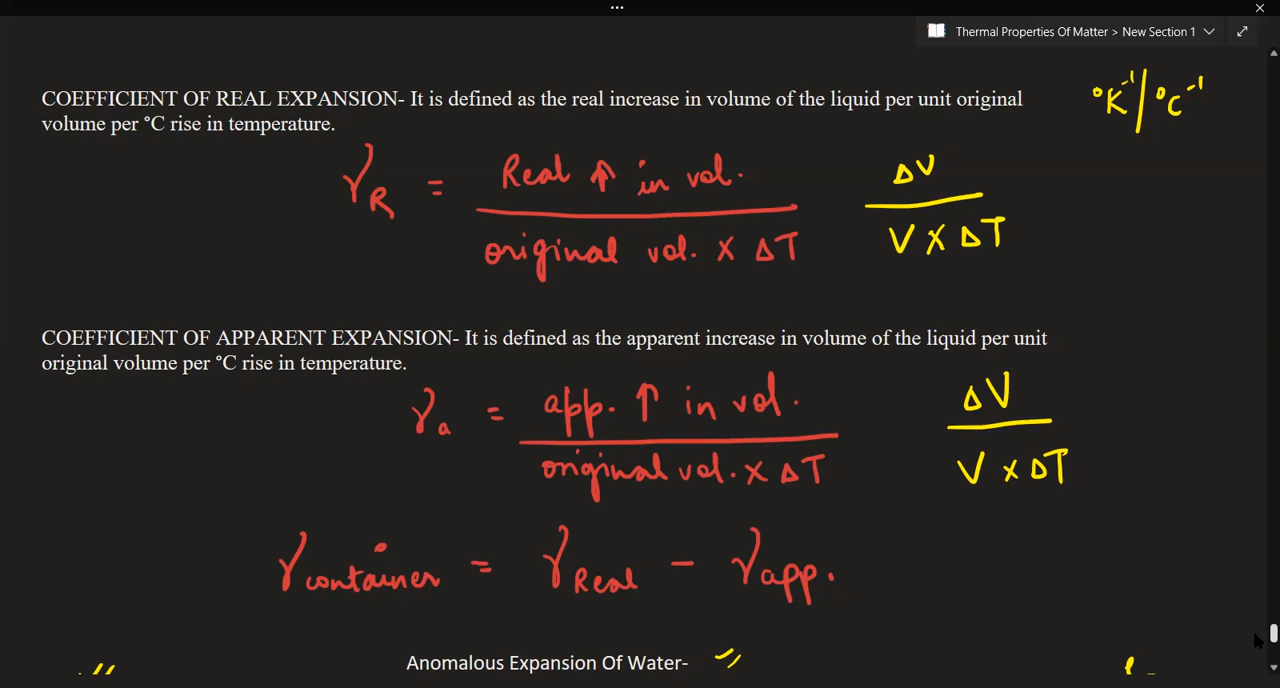 Thermal Properties Of Matter > New Section 1
COEFFICIENT OF REAL EXPANSION- It is defined as the real increase in volume of the liquid per unit original
volume per °C rise in temperature.
°K⁻¹/°C⁻¹
γR = Real ↑ in vol. / original vol. × ΔT
ΔV / V × ΔT
COEFFICIENT OF APPARENT EXPANSION- It is defined as the apparent increase in volume of the liquid per unit
original volume per °C rise in temperature.
γa = app. ↑ in vol. / original vol. × ΔT
ΔV / V × ΔT
γcontainer = γReal - γapp.
Anomalous Expansion Of Water-